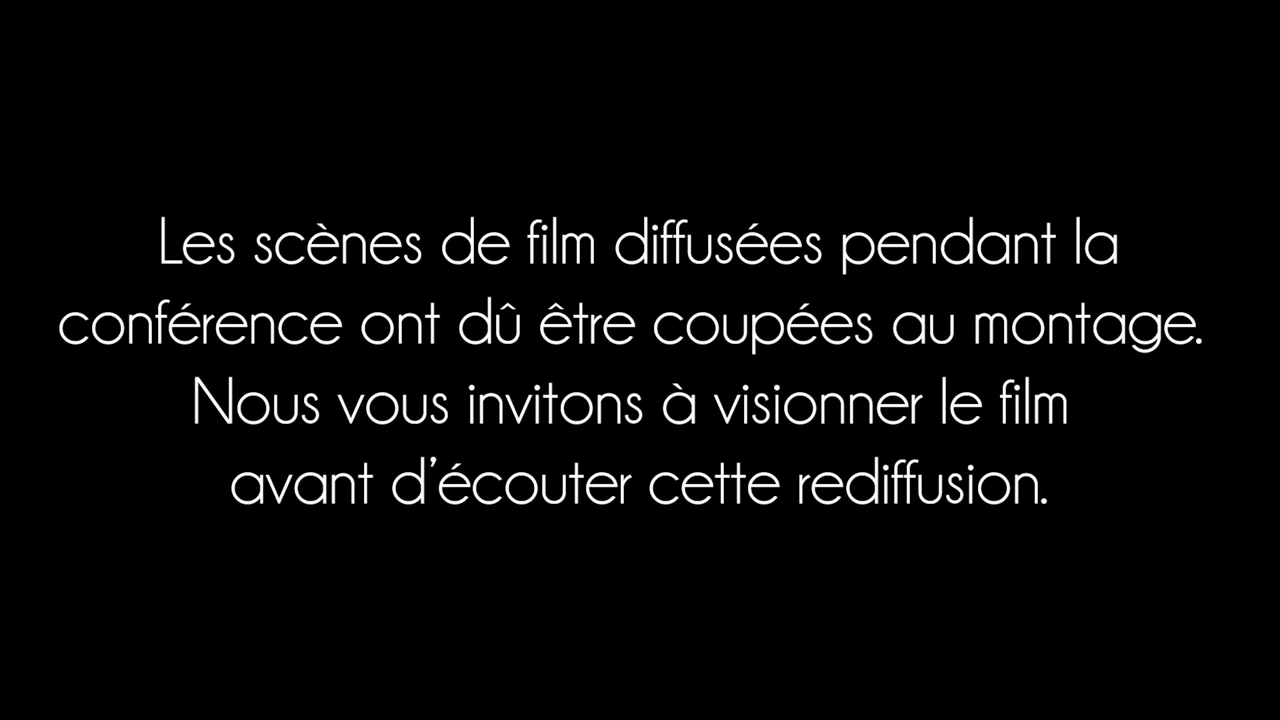 Les scènes de film diffusées pendant la
conférence ont dû être coupées au montage.
Nous vous invitons à visionner le film
avant d’écouter cette rediffusion.